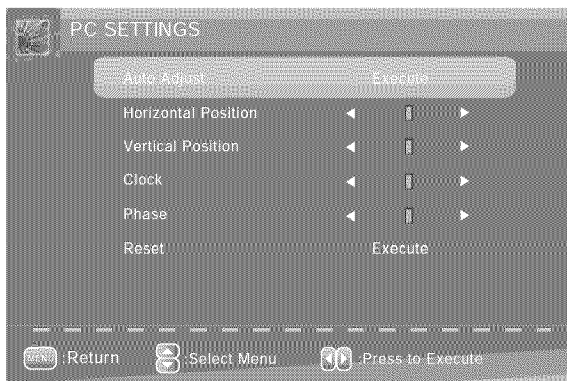 PC SETTINGS
Auto Adjust Execute
Horizontal Position
Vertical Position
Clock
Phase
Reset Execute
MENU :Return :Select Menu :Press to Execute